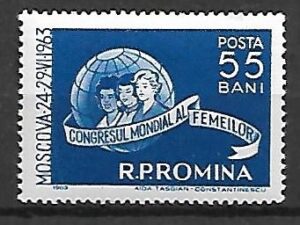 MOSCOVA·24-29·VI·1963
POSTA
55
BANI
CONGRESUL MONDIAL AL FEMEILOR
R.P.ROMINA
1963
AIDA TASGIAN-CONSTANTINESCU